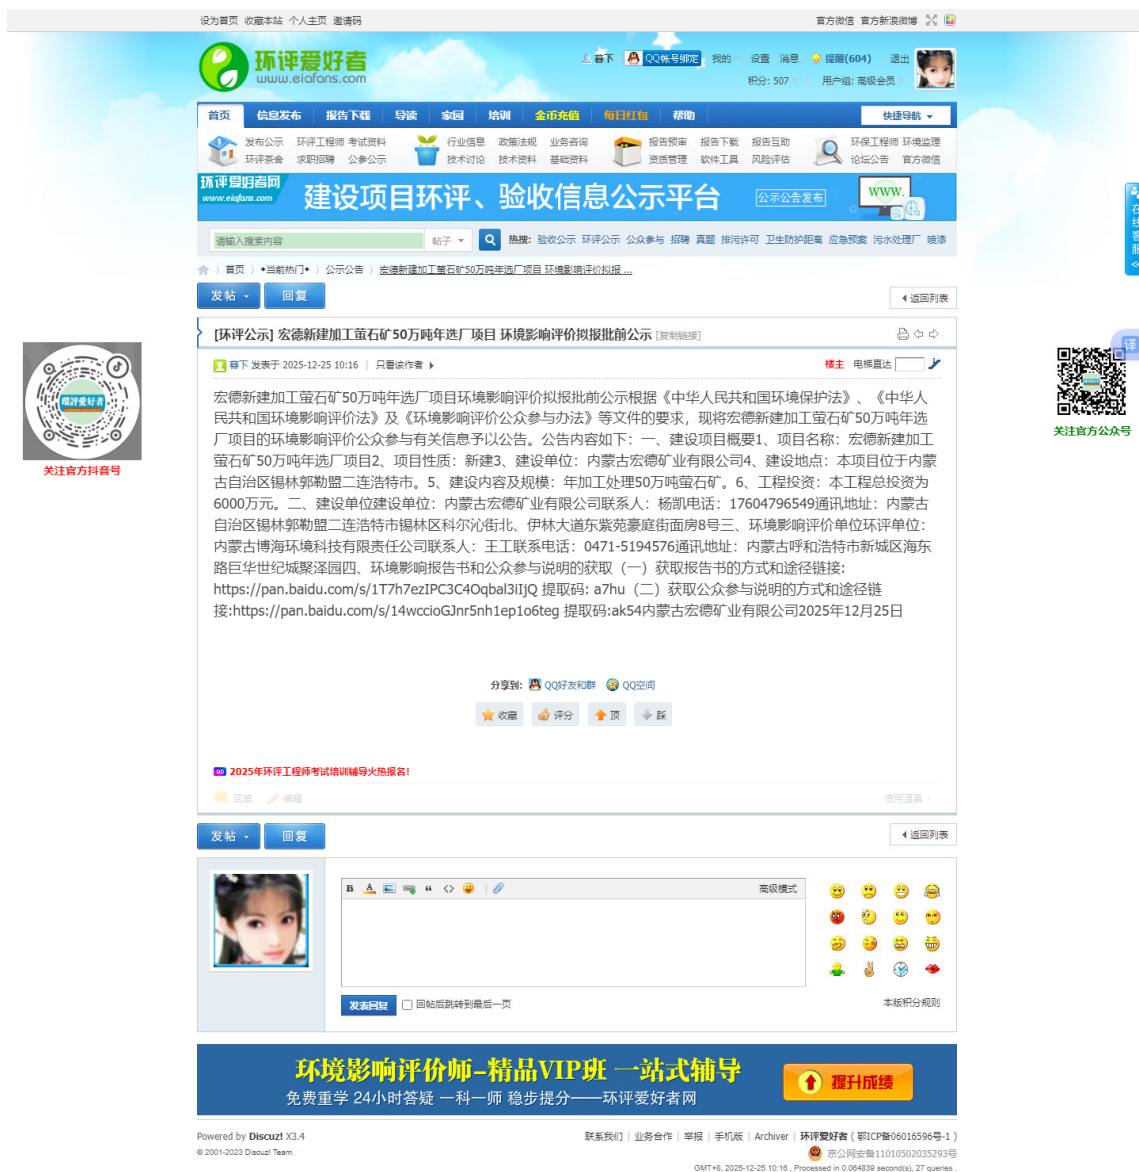 设为首页 收藏本站 个人主页 邀请码
官方微信 官方新浪微博
环评爱好者
www.eiafans.com
暮下 QQ帐号绑定 我的 设置 消息 提醒(604) 退出
积分: 507 用户组: 高级会员
首页 信息发布 报告下载 导读 家园 培训 金币充值 每日红包 帮助 快捷导航
发布公示 环评工程师 考试资料 行业信息 政策法规 业务咨询 报告预审 报告下载 报告互助 环保工程师 环境监理
环评茶舍 求职招聘 公参公示 技术讨论 技术资料 基础资料 资质管理 软件工具 风险评估 论坛公告 官方微信
环评爱好者网
www.eiafans.com
建设项目环评、验收信息公示平台
公示公告发布
WWW.
请输入搜索内容 帖子 热搜: 验收公示 环评公示 公众参与 招聘 真题 排污许可 卫生防护距离 应急预案 污水处理厂 喷漆
首页 › •当前热门• › 公示公告 › 宏德新建加工萤石矿50万吨年选厂项目 环境影响评价拟报批 ...
发帖 回复 返回列表
[环评公示] 宏德新建加工萤石矿50万吨年选厂项目 环境影响评价拟报批前公示 [复制链接]
暮下 发表于 2025-12-25 10:16 | 只看该作者
楼主 电梯直达
宏德新建加工萤石矿50万吨年选厂项目环境影响评价拟报批前公示根据《中华人民共和国环境保护法》、《中华人
民共和国环境影响评价法》及《环境影响评价公众参与办法》等文件的要求，现将宏德新建加工萤石矿50万吨年选
厂项目的环境影响评价公众参与有关信息予以公告。公告内容如下：一、建设项目概要1、项目名称：宏德新建加工
萤石矿50万吨年选厂项目2、项目性质：新建3、建设单位：内蒙古宏德矿业有限公司4、建设地点：本项目位于内蒙
古自治区锡林郭勒盟二连浩特市。5、建设内容及规模：年加工处理50万吨萤石矿。6、工程投资：本工程总投资为
6000万元。二、建设单位建设单位：内蒙古宏德矿业有限公司联系人：杨凯电话：17604796549通讯地址：内蒙古
自治区锡林郭勒盟二连浩特市锡林区科尔沁街北、伊林大道东紫苑豪庭街面房8号三、环境影响评价单位环评单位：
内蒙古博海环境科技有限责任公司联系人：王工联系电话：0471-5194576通讯地址：内蒙古呼和浩特市新城区海东
路巨华世纪城聚泽园四、环境影响报告书和公众参与说明的获取（一）获取报告书的方式和途径链接:
https://pan.baidu.com/s/1T7h7ezIPC3C4Oqbal3iIjQ 提取码: a7hu（二）获取公众参与说明的方式和途径链
接:https://pan.baidu.com/s/14wccioGJnr5nh1ep1o6teg 提取码:ak54内蒙古宏德矿业有限公司2025年12月25日
分享到: QQ好友和群 QQ空间
收藏 评分 顶 踩
AD 2025年环评工程师考试培训辅导火热报名!
回复 编辑 使用道具
发帖 回复 返回列表
B A 高级模式
发表回复 回帖后跳转到最后一页 本版积分规则
环境影响评价师-精品VIP班 一站式辅导
免费重学 24小时答疑 一科一师 稳步提分——环评爱好者网
提升成绩
Powered by Discuz! X3.4
© 2001-2023 Discuz! Team.
联系我们 | 业务合作 | 举报 | 手机版 | Archiver | 环评爱好者 ( 鄂ICP备06016596号-1 )
京公网安备11010502035293号
GMT+8, 2025-12-25 10:16 , Processed in 0.064839 second(s), 27 queries .
環評愛好者
关注官方抖音号
关注官方公众号
在线客服
译